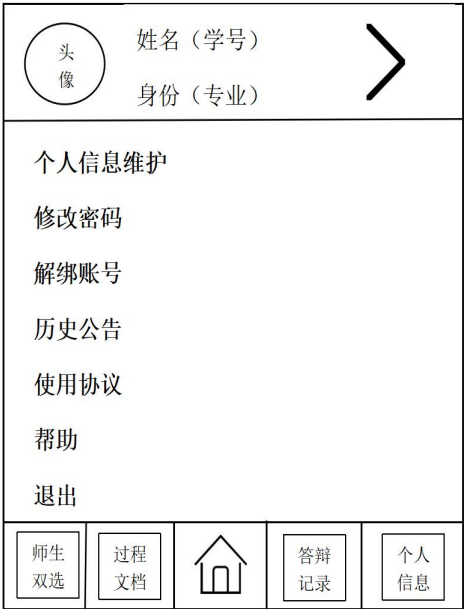 头
像
姓名（学号）
身份（专业）
个人信息维护
修改密码
解绑账号
历史公告
使用协议
帮助
退出
师生
双选
过程
文档
答辩
记录
个人
信息